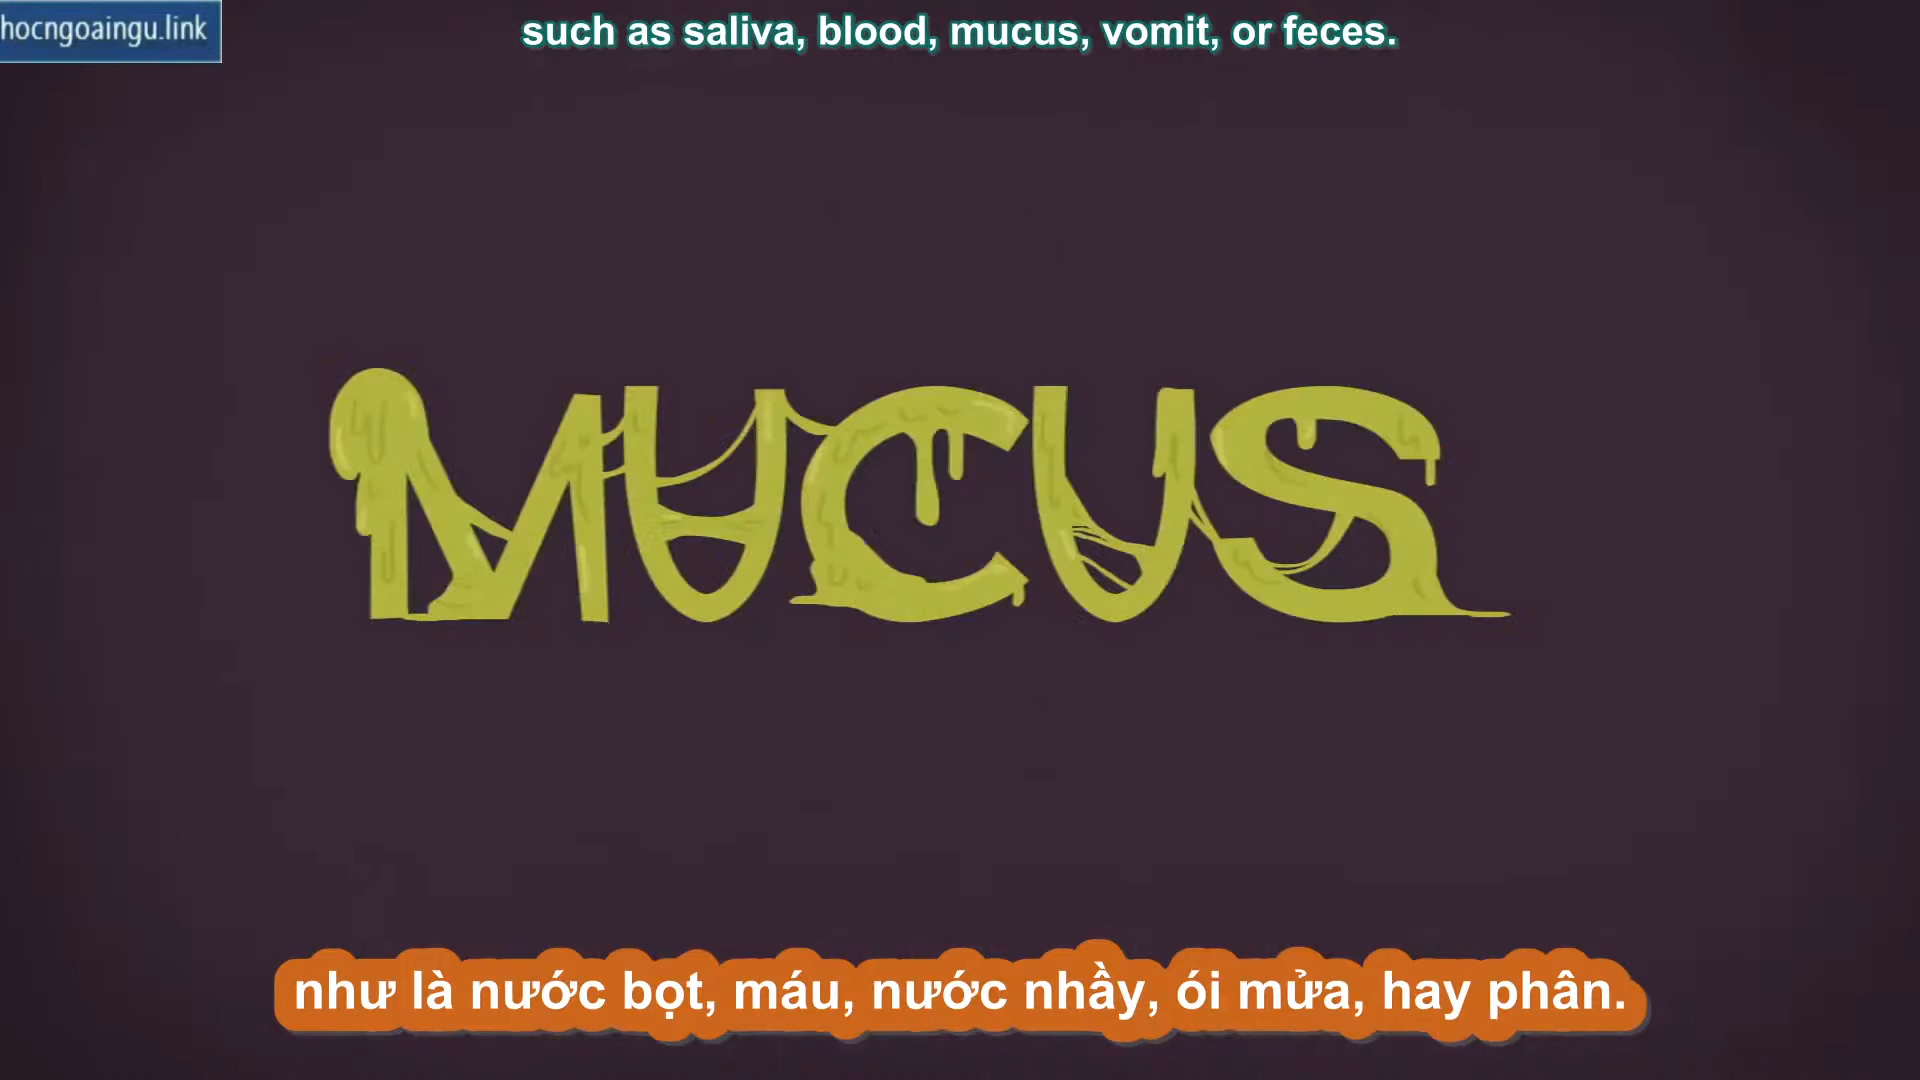 hocngoaingu.link
such as saliva, blood, mucus, vomit, or feces.
MUCUS
như là nước bọt, máu, nước nhầy, ói mửa, hay phân.